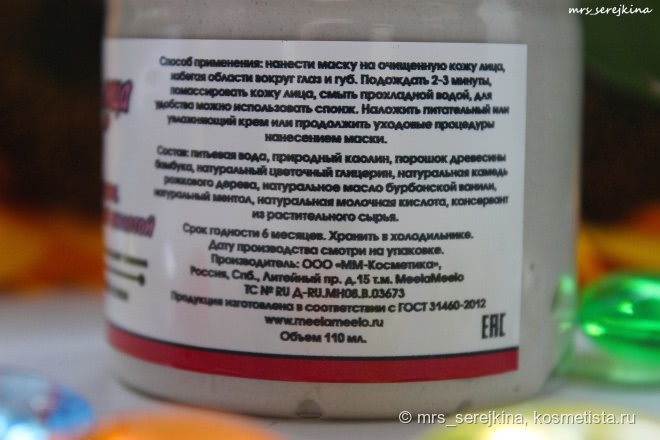 mrs_serejkina
Способ применения: нанести маску на очищенную кожу лица,
избегая области вокруг глаз и губ. Подождать 2-3 минуты,
помассировать кожу лица, смыть прохладной водой, для
удобства можно использовать спонж. Наложить питательный или
увлажняющий крем или продолжить уходовые процедуры
нанесением маски.
Состав: питьевая вода, природный каолин, порошок древесины
бамбука, натуральный цветочный глицерин, натуральная камедь
рожкового дерева, натуральное масло бурбонской ванили,
натуральный ментол, натуральная молочная кислота, консервант
из растительного сырья.
Срок годности 6 месяцев. Хранить в холодильнике.
Дату производства смотри на упаковке.
Производитель: ООО «ММ-Косметика»,
Россия, Спб., Литейный пр. д.15 т.м. MeelaMeelo
ТС № RU Д-RU.МН08.В.03673
Продукция изготовлена в соответствии с ГОСТ 31460-2012
www.meelameelo.ru
Объем 110 мл.
EAC
© mrs_serejkina, kosmetista.ru